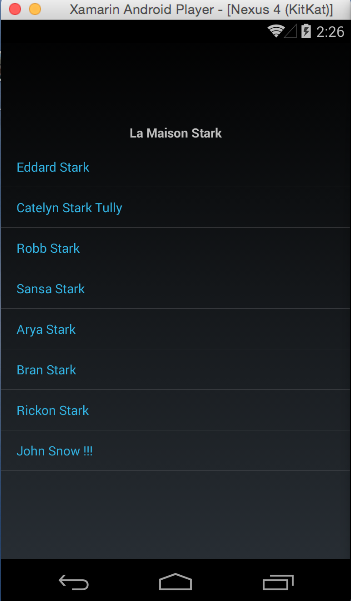 Xamarin Android Player - [Nexus 4 (KitKat)]
2:26
La Maison Stark
Eddard Stark
Catelyn Stark Tully
Robb Stark
Sansa Stark
Arya Stark
Bran Stark
Rickon Stark
John Snow !!!